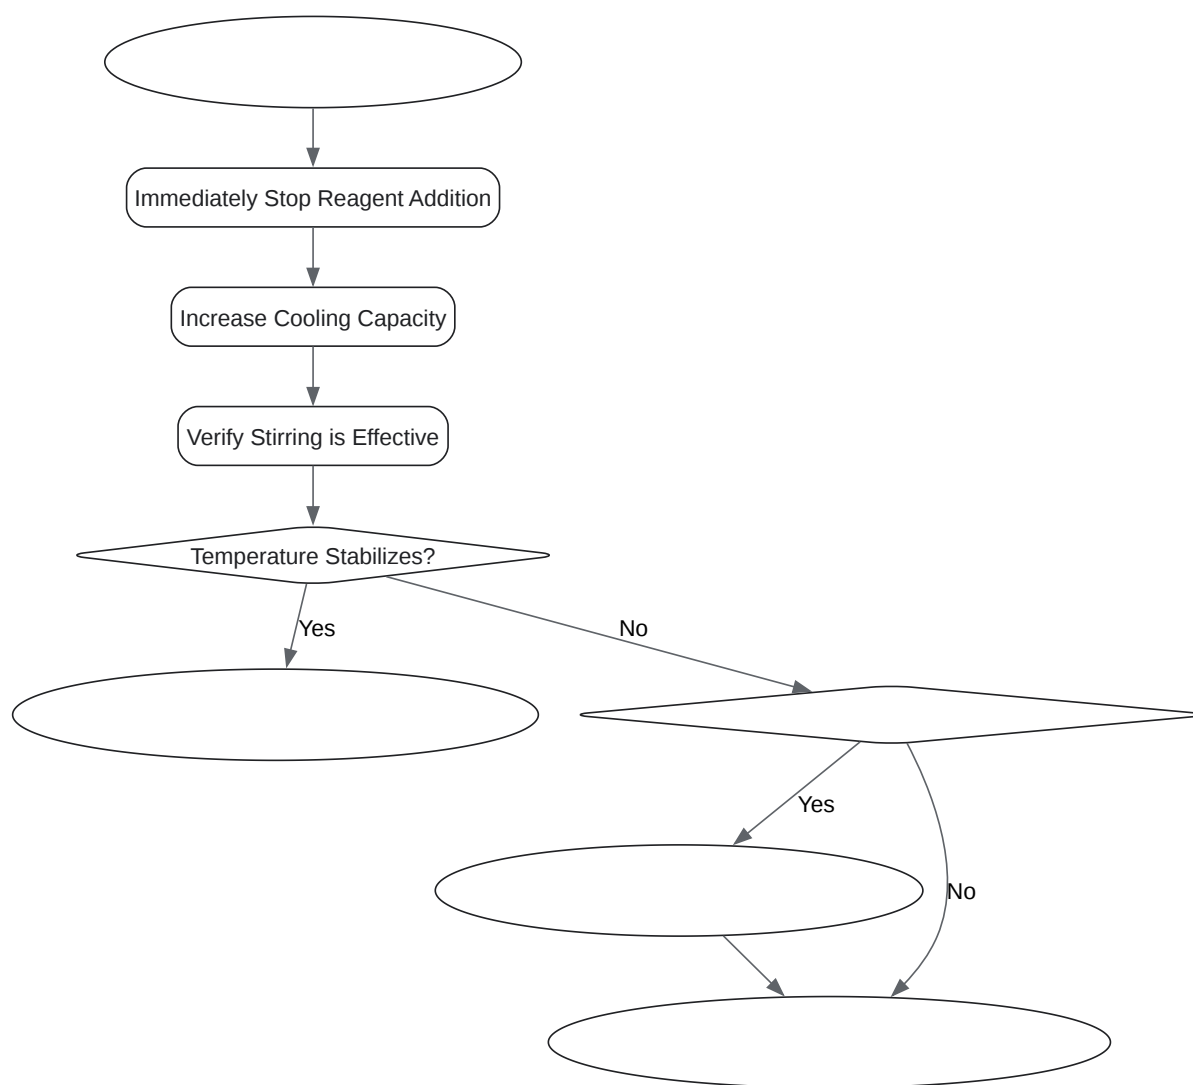 Immediately Stop Reagent Addition
Increase Cooling Capacity
Verify Stirring is Effective
Temperature Stabilizes?
Yes
No
Yes
No